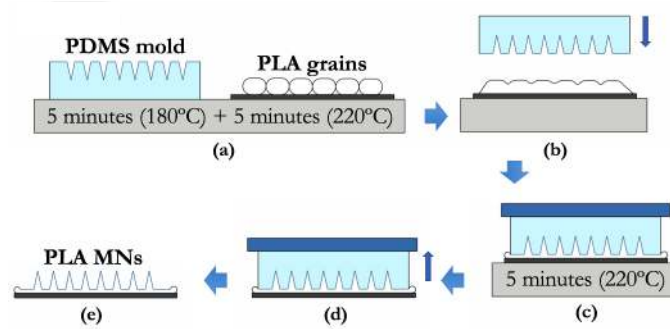 PDMS mold
PLA grains
5 minutes (180ºC) + 5 minutes (220ºC)
(a)
(b)
5 minutes (220ºC)
(c)
(d)
PLA MNs
(e)